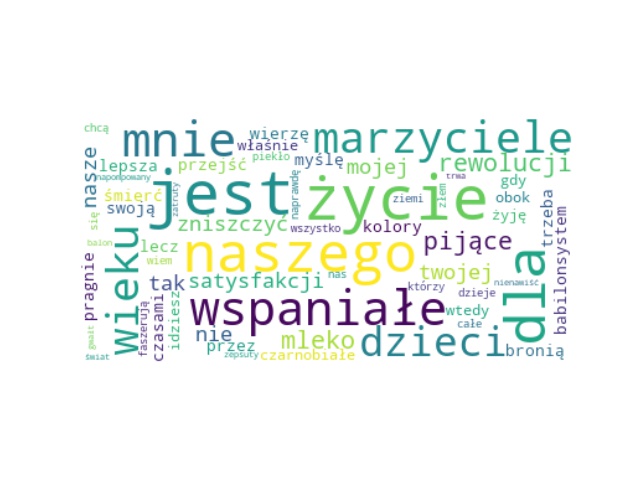 chcą
mnie
wierzę
marzyciele
właśnie
napompowany
lepsza
przejść
piekło
myślę
mojej
rewolucji
nasze
śmierć
jest
życie
trwa
gdy
swoją
zatruty
naprawdę
ziemi
złem
obok
się
zniszczyć
wszystko
kolory
żyję
trzeba
balon
lecz
naszego
pijące
wieku
wiem
dla
babilonsystem
pragnie
tak
satysfakcji
nas
twojej
nienawiść
którzy
dzieje
czasami
idziesz
wspaniałe
wtedy
gwałt
faszerują
nie
mleko
dzieci
całe
przez
świat
zepsuty
czarnobiałe
bronią